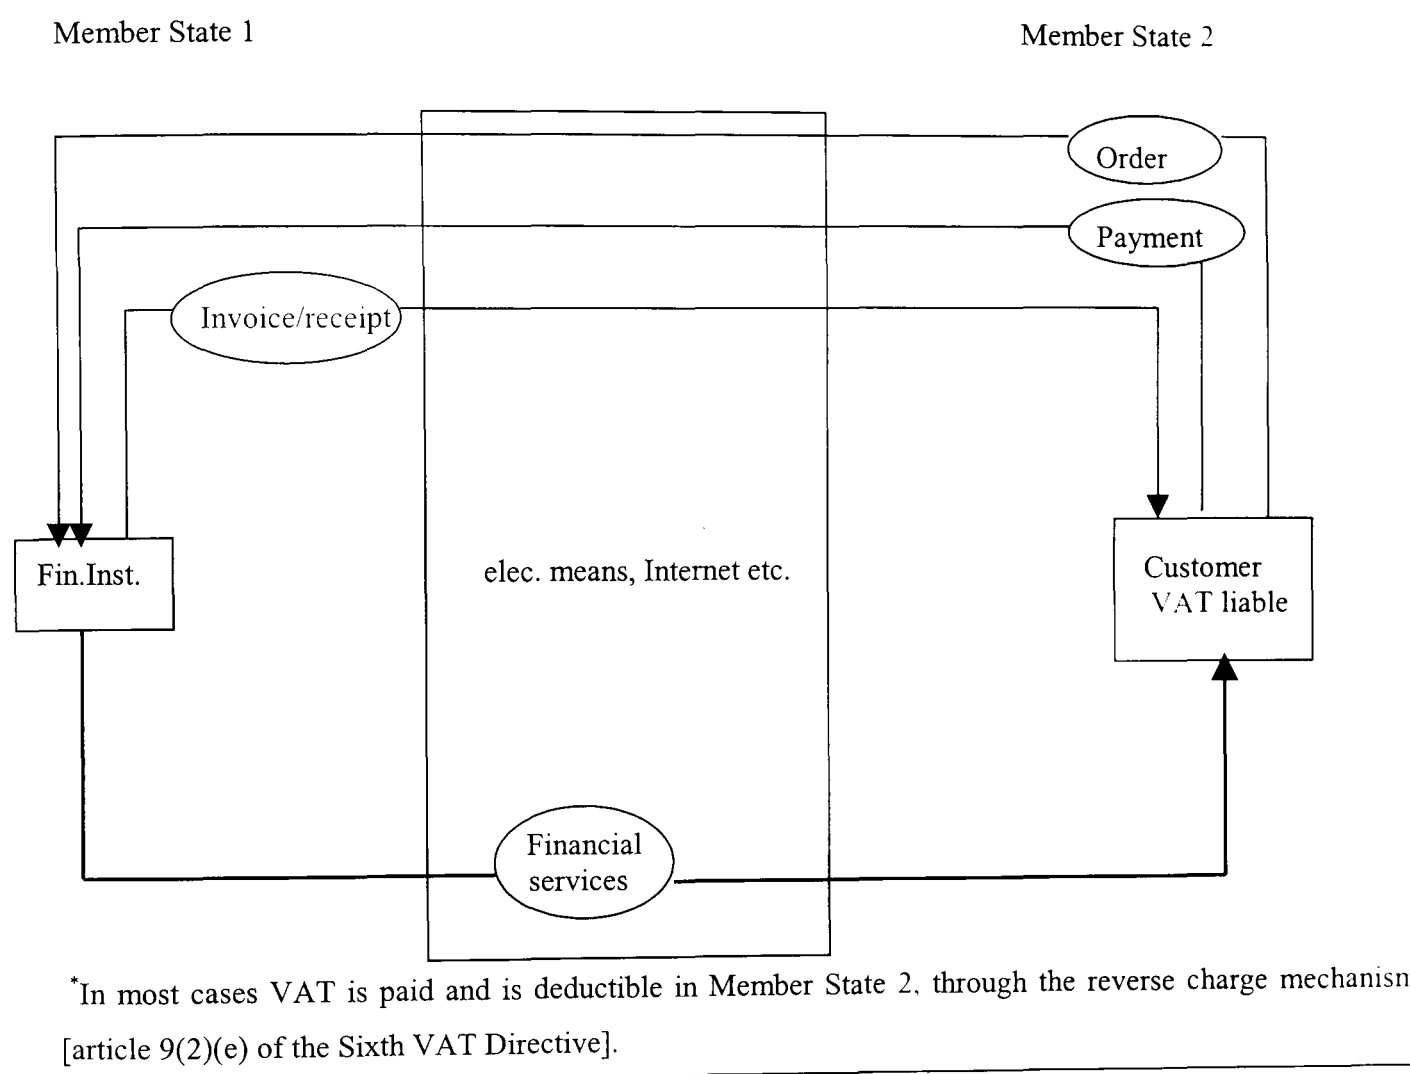 Member State 1
Member State 2
Order
Payment
Invoice/receipt
Fin.Inst.
elec. means, Internet etc.
Customer
VAT liable
Financial
services
*In most cases VAT is paid and is deductible in Member State 2, through the reverse charge mechanism
[article 9(2)(e) of the Sixth VAT Directive].